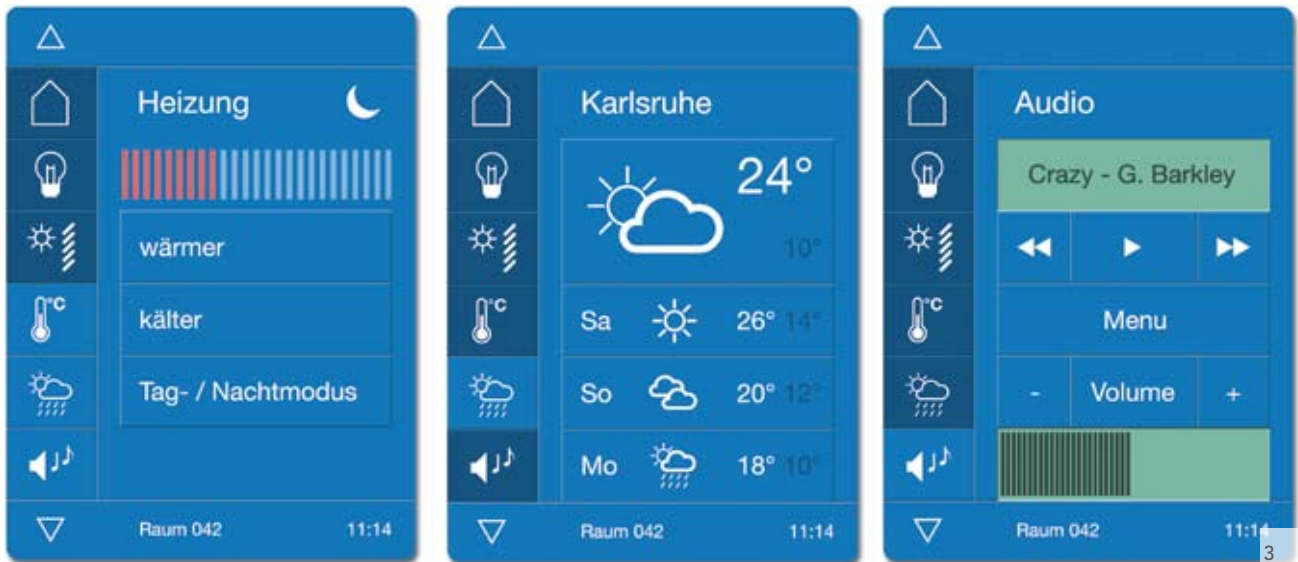 Heizung
wärmer
kälter
Tag- / Nachtmodus
°C
Raum 042 11:14
Karlsruhe
24°
10°
Sa 26° 14°
So 20° 12°
Mo 18° 10°
°C
Raum 042 11:14
Audio
Crazy - G. Barkley
Menu
- Volume +
°C
Raum 042 11:14
3